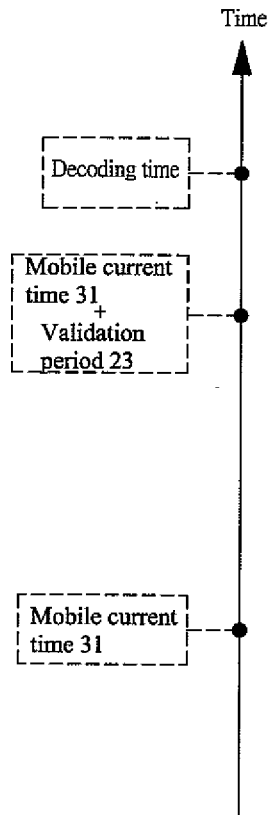 Time
Decoding time
Mobile current
time 31
+
Validation
period 23
Mobile current
time 31